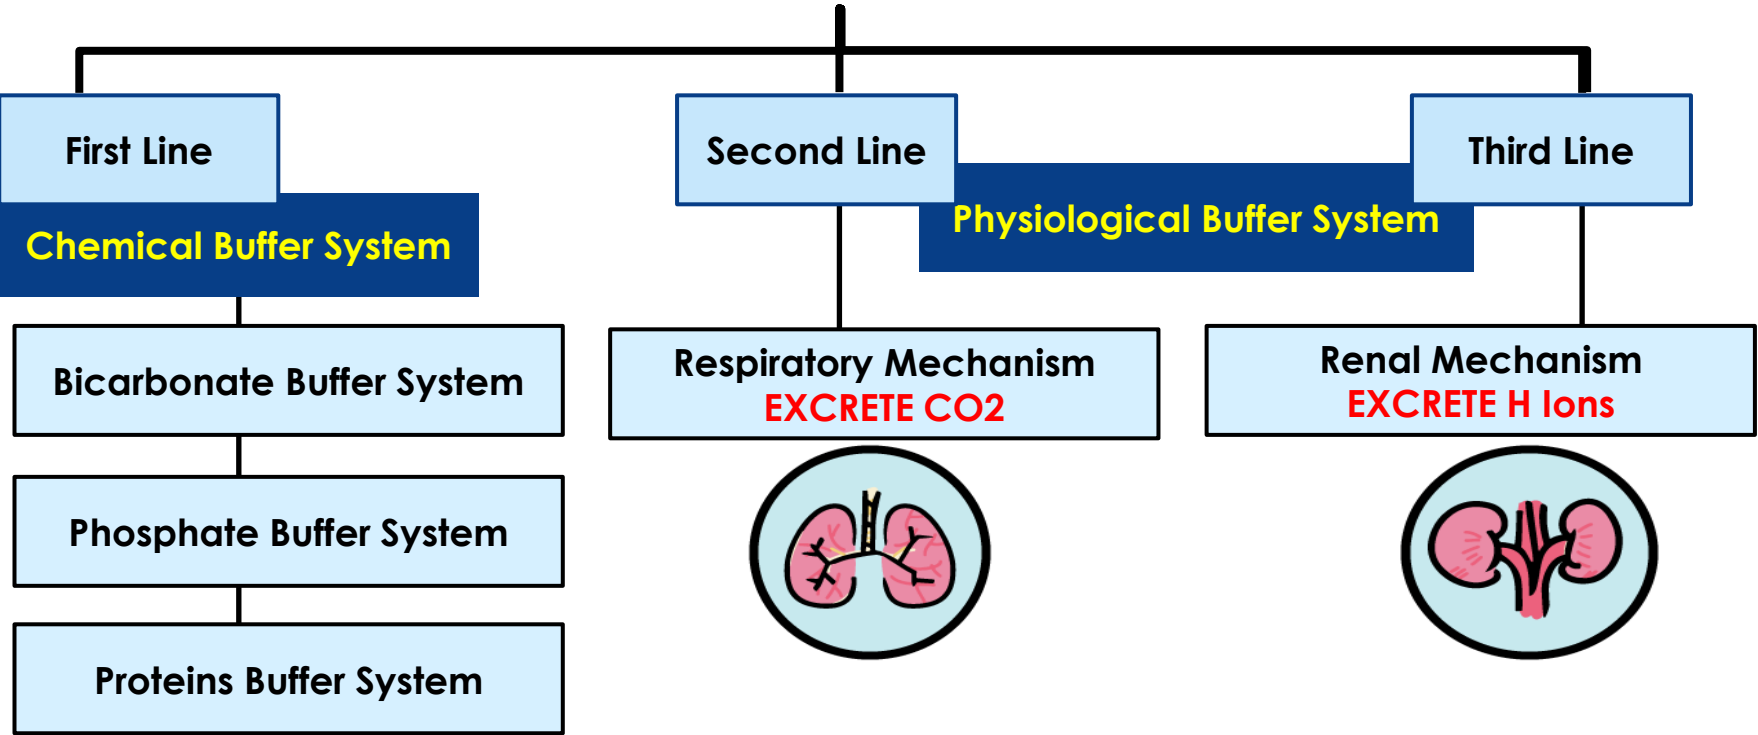 First Line
Chemical Buffer System
Bicarbonate Buffer System
Phosphate Buffer System
Proteins Buffer System
Second Line
Physiological Buffer System
Third Line
Respiratory Mechanism
EXCRETE CO2
Renal Mechanism
EXCRETE H Ions